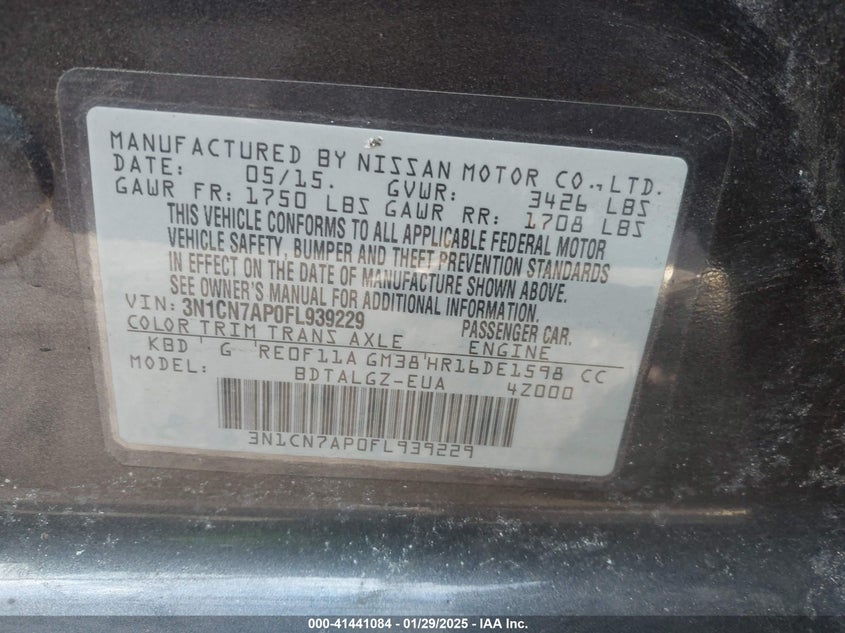 MANUFACTURED BY NISSAN MOTOR CO.,LTD.
DATE: 05/15. GVWR: 3426 LBS
GAWR FR: 1750 LBS GAWR RR: 1708 LBS
THIS VEHICLE CONFORMS TO ALL APPLICABLE FEDERAL MOTOR
VEHICLE SAFETY, BUMPER AND THEFT PREVENTION STANDARDS
IN EFFECT ON THE DATE OF MANUFACTURE SHOWN ABOVE.
SEE OWNER'S MANUAL FOR ADDITIONAL INFORMATION.
VIN: 3N1CN7AP0FL939229 PASSENGER CAR.
COLOR TRIM TRANS AXLE ENGINE
KBD ' G 'RE0F11A GM38'HR16DE1598 CC
MODEL: BDTALGZ-EUA 4Z000
3N1CN7AP0FL939229
000-41441084 | 01/29/2025 - IAA Inc.